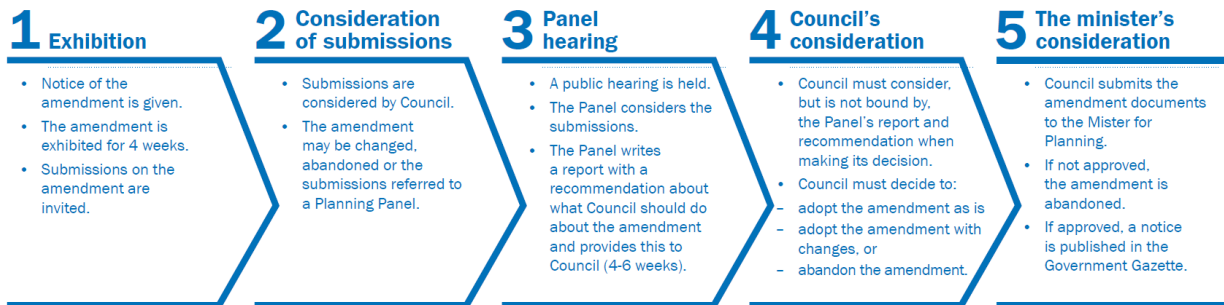 1 Exhibition
• Notice of the
amendment is given.
• The amendment is
exhibited for 4 weeks.
• Submissions on the
amendment are
invited.
2 Consideration
of submissions
• Submissions are
considered by Council.
• The amendment
may be changed,
abandoned or the
submissions referred to
a Planning Panel.
3 Panel
hearing
• A public hearing is held.
• The Panel considers the
submissions.
• The Panel writes
a report with a
recommendation about
what Council should do
about the amendment
and provides this to
Council (4-6 weeks).
4 Council's
consideration
• Council must consider,
but is not bound by,
the Panel's report and
recommendation when
making its decision.
• Council must decide to:
– adopt the amendment as is
– adopt the amendment with
changes, or
– abandon the amendment.
5 The minister's
consideration
• Council submits the
amendment documents
to the Mister for
Planning.
• If not approved,
the amendment is
abandoned.
• If approved, a notice
is published in the
Government Gazette.